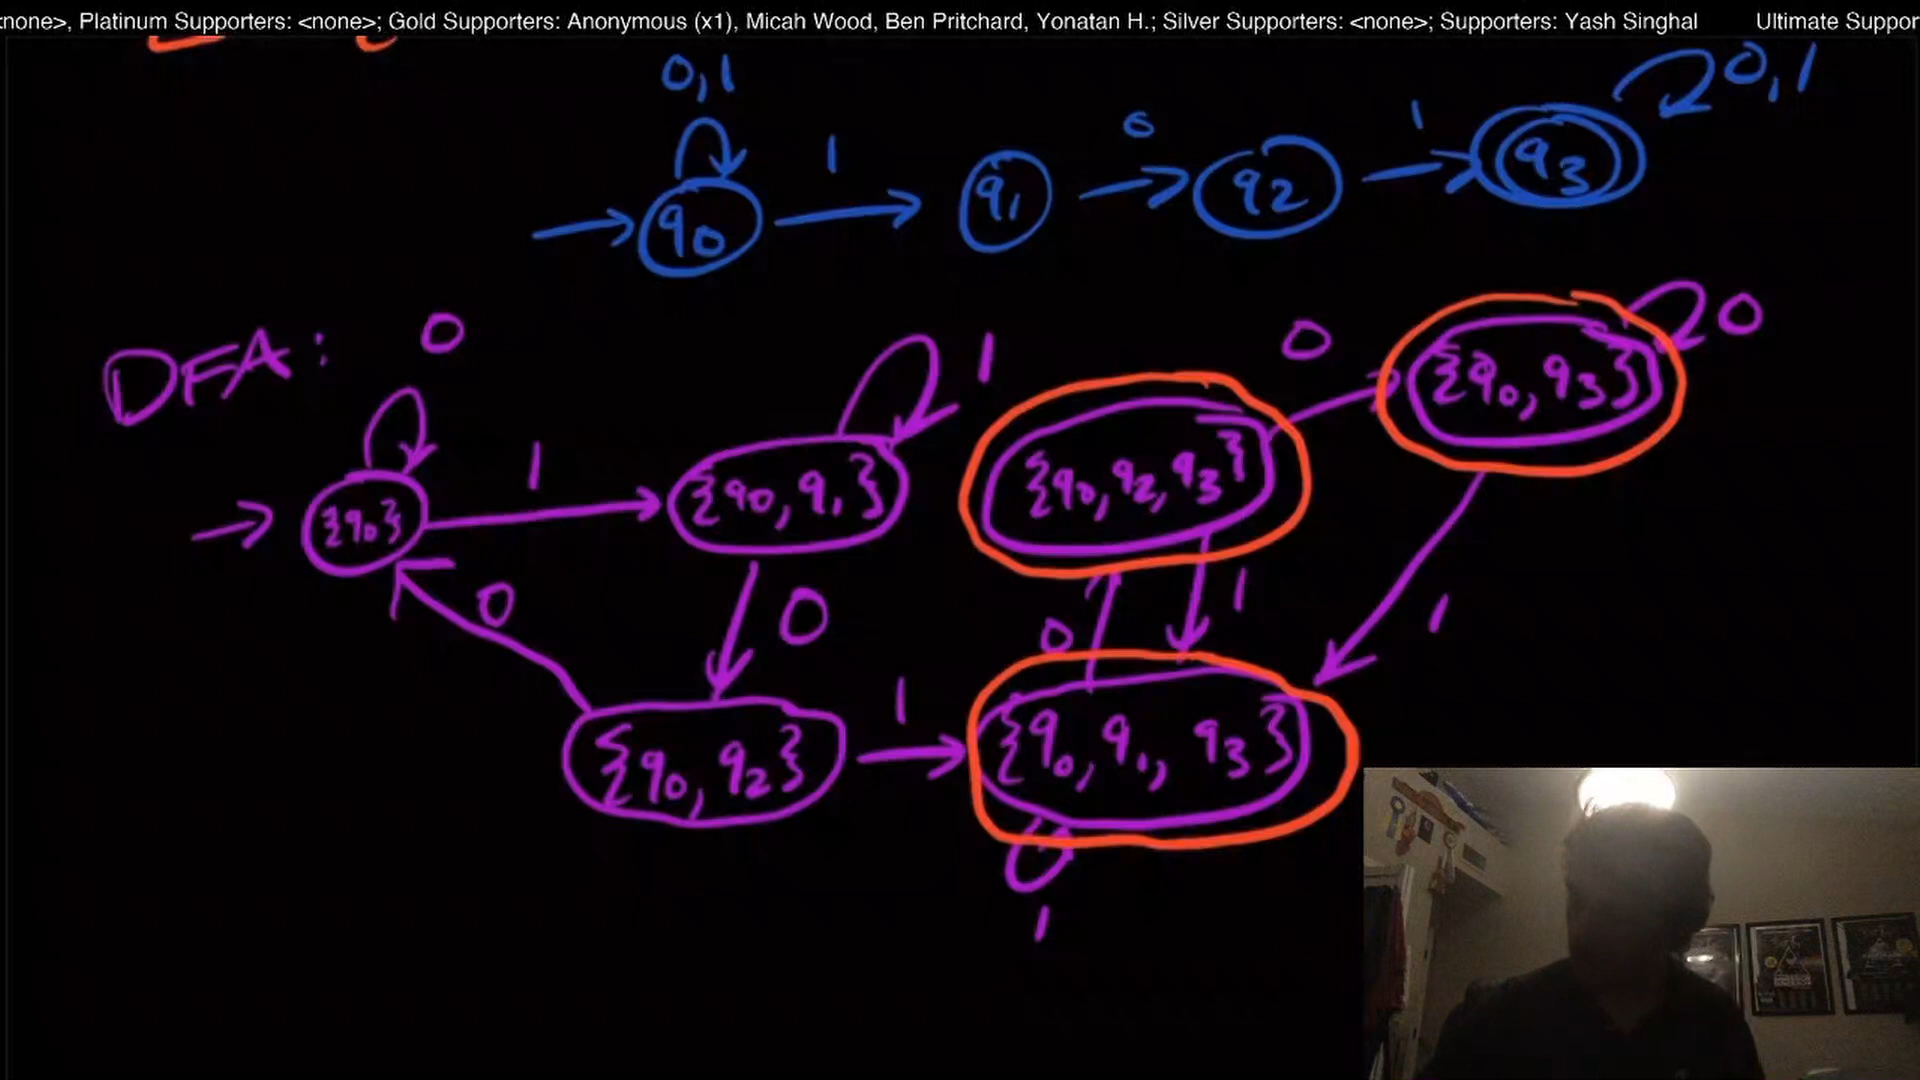 none>, Platinum Supporters: <none>; Gold Supporters: Anonymous (x1), Micah Wood, Ben Pritchard, Yonatan H.; Silver Supporters: <none>; Supporters: Yash Singhal Ultimate Suppor
0,1
0,1
1
0
1
q0
q1
q2
q3
DFA:
0
1
0
0
{q0}
1
{q0, q1}
{q0, q2, q3}
{q0, q3}
0
0
0
1
1
{q0, q2}
1
{q0, q1, q3}
1